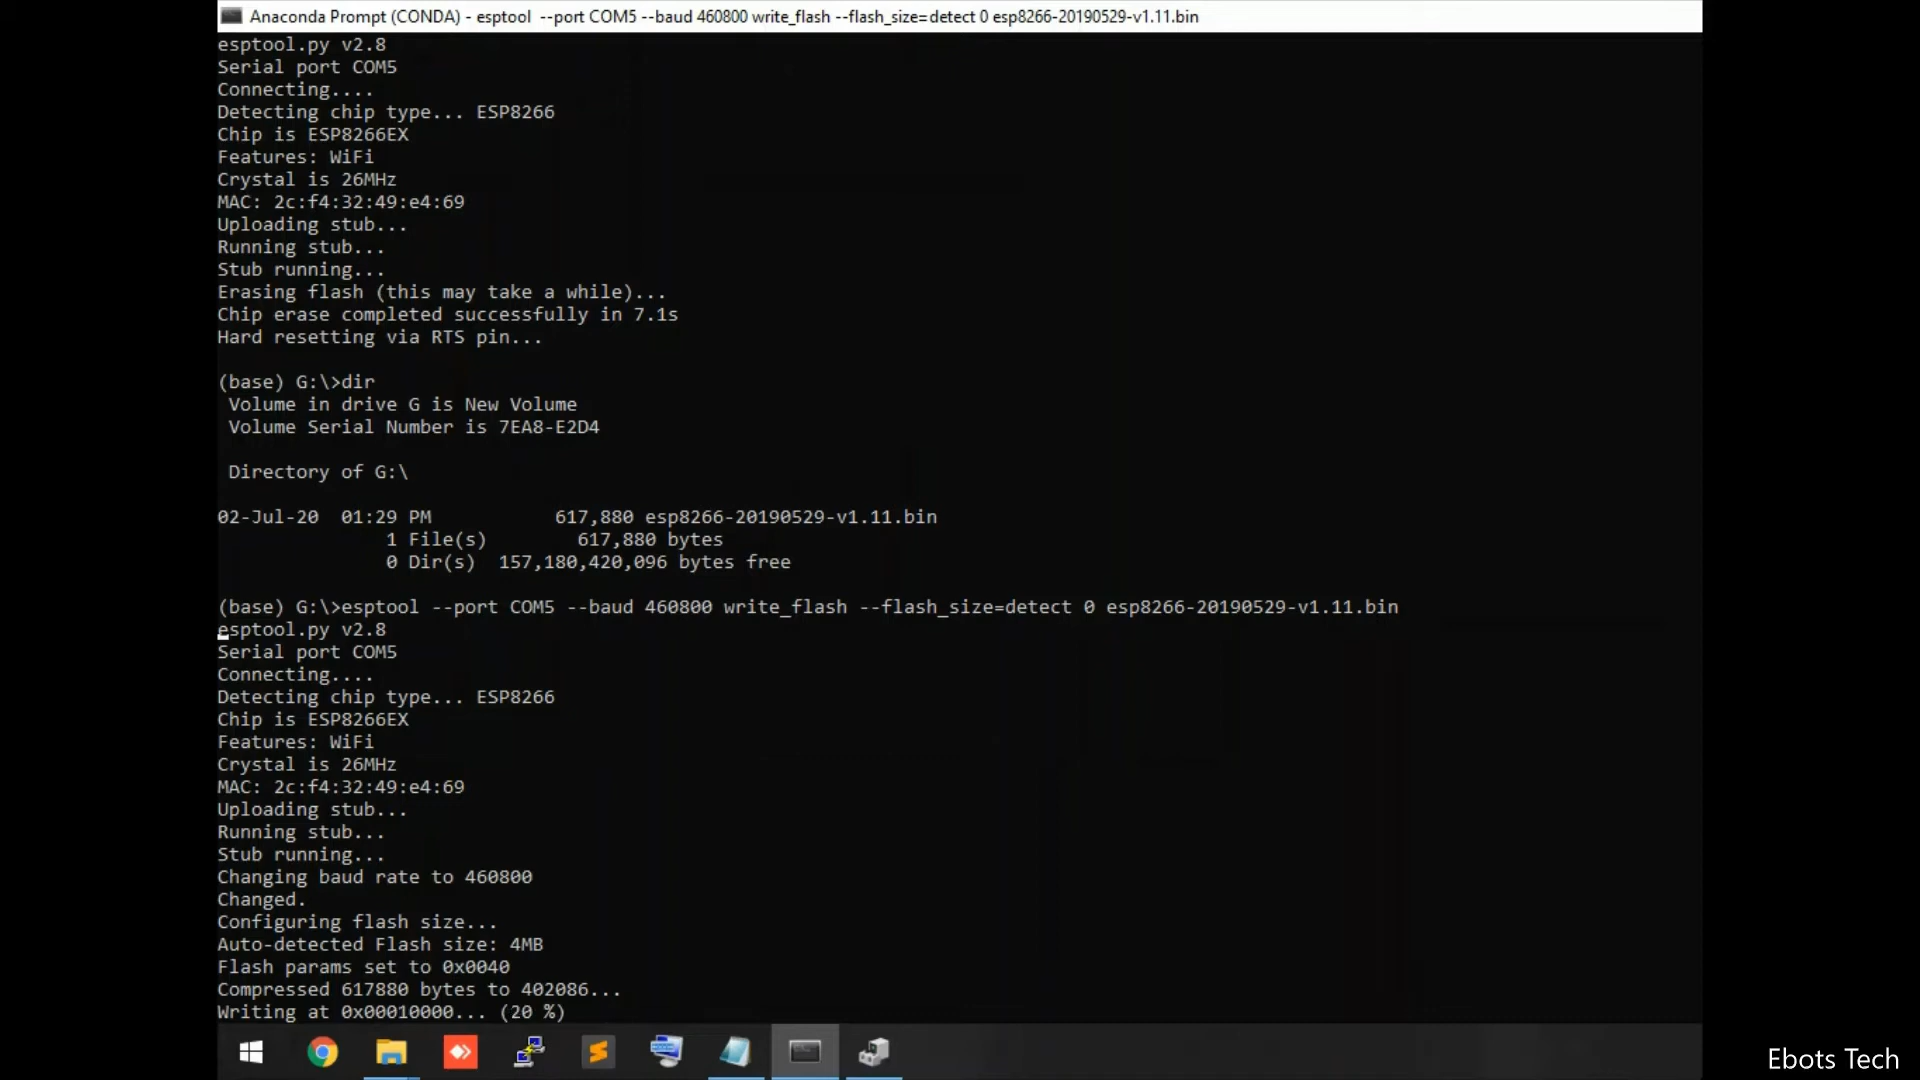 Anaconda Prompt (CONDA) - esptool --port COM5 --baud 460800 write_flash --flash_size=detect 0 esp8266-20190529-v1.11.bin
esptool.py v2.8
Serial port COM5
Connecting....
Detecting chip type... ESP8266
Chip is ESP8266EX
Features: WiFi
Crystal is 26MHz
MAC: 2c:f4:32:49:e4:69
Uploading stub...
Running stub...
Stub running...
Erasing flash (this may take a while)...
Chip erase completed successfully in 7.1s
Hard resetting via RTS pin...
(base) G:\>dir
Volume in drive G is New Volume
Volume Serial Number is 7EA8-E2D4
Directory of G:\
02-Jul-20 01:29 PM 617,880 esp8266-20190529-v1.11.bin
1 File(s) 617,880 bytes
0 Dir(s) 157,180,420,096 bytes free
(base) G:\>esptool --port COM5 --baud 460800 write_flash --flash_size=detect 0 esp8266-20190529-v1.11.bin
esptool.py v2.8
Serial port COM5
Connecting....
Detecting chip type... ESP8266
Chip is ESP8266EX
Features: WiFi
Crystal is 26MHz
MAC: 2c:f4:32:49:e4:69
Uploading stub...
Running stub...
Stub running...
Changing baud rate to 460800
Changed.
Configuring flash size...
Auto-detected Flash size: 4MB
Flash params set to 0x0040
Compressed 617880 bytes to 402086...
Writing at 0x00010000... (20 %)
Ebots Tech